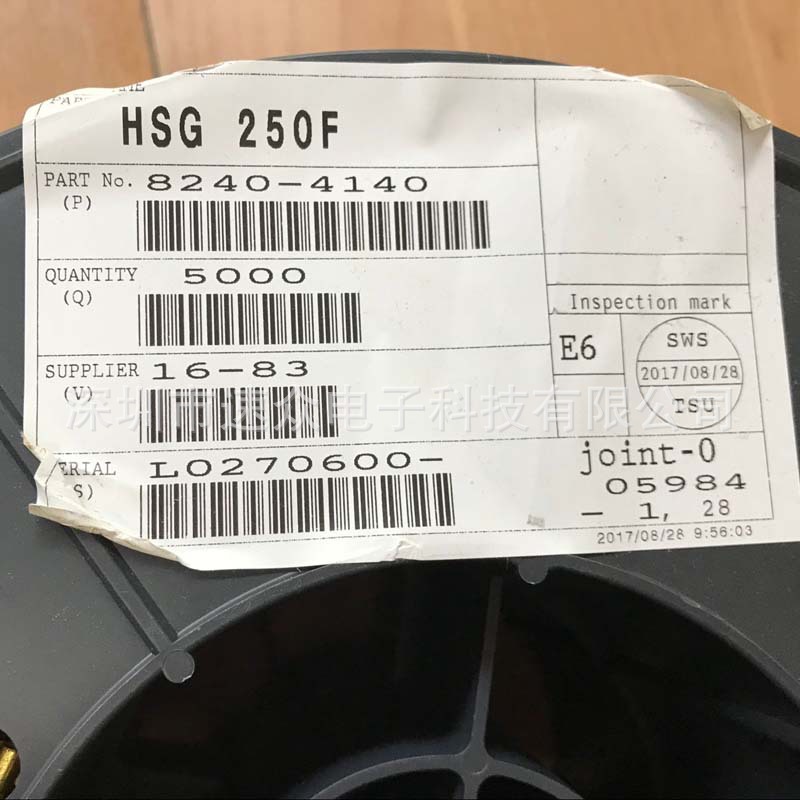 HSG 250F
PART No. 8240-4140
(P)
QUANTITY 5000
(Q)
SUPPLIER 16-83
(V)
ERIAL L0270600-
S)
Inspection mark
E6
SWS
2017/08/28
TSU
joint-0
05984
- 1, 28
2017/08/28 9:56:03
深圳市速众电子科技有限公司